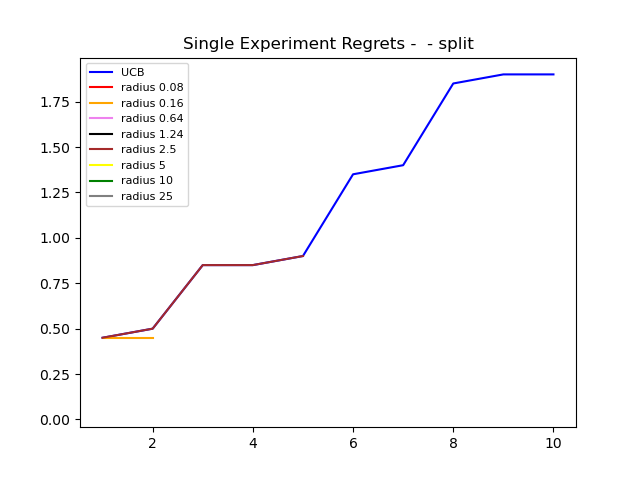 Single Experiment Regrets -  - split
UCB
radius 0.08
radius 0.16
radius 0.64
radius 1.24
radius 2.5
radius 5
radius 10
radius 25
1.75
1.50
1.25
1.00
0.75
0.50
0.25
0.00
2 4 6 8 10